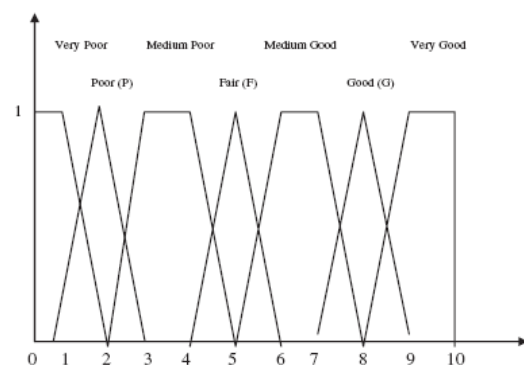 Very Poor Medium Poor Medium Good Very Good
Poor (P) Fair (F) Good (G)
1
0 1 2 3 4 5 6 7 8 9 10